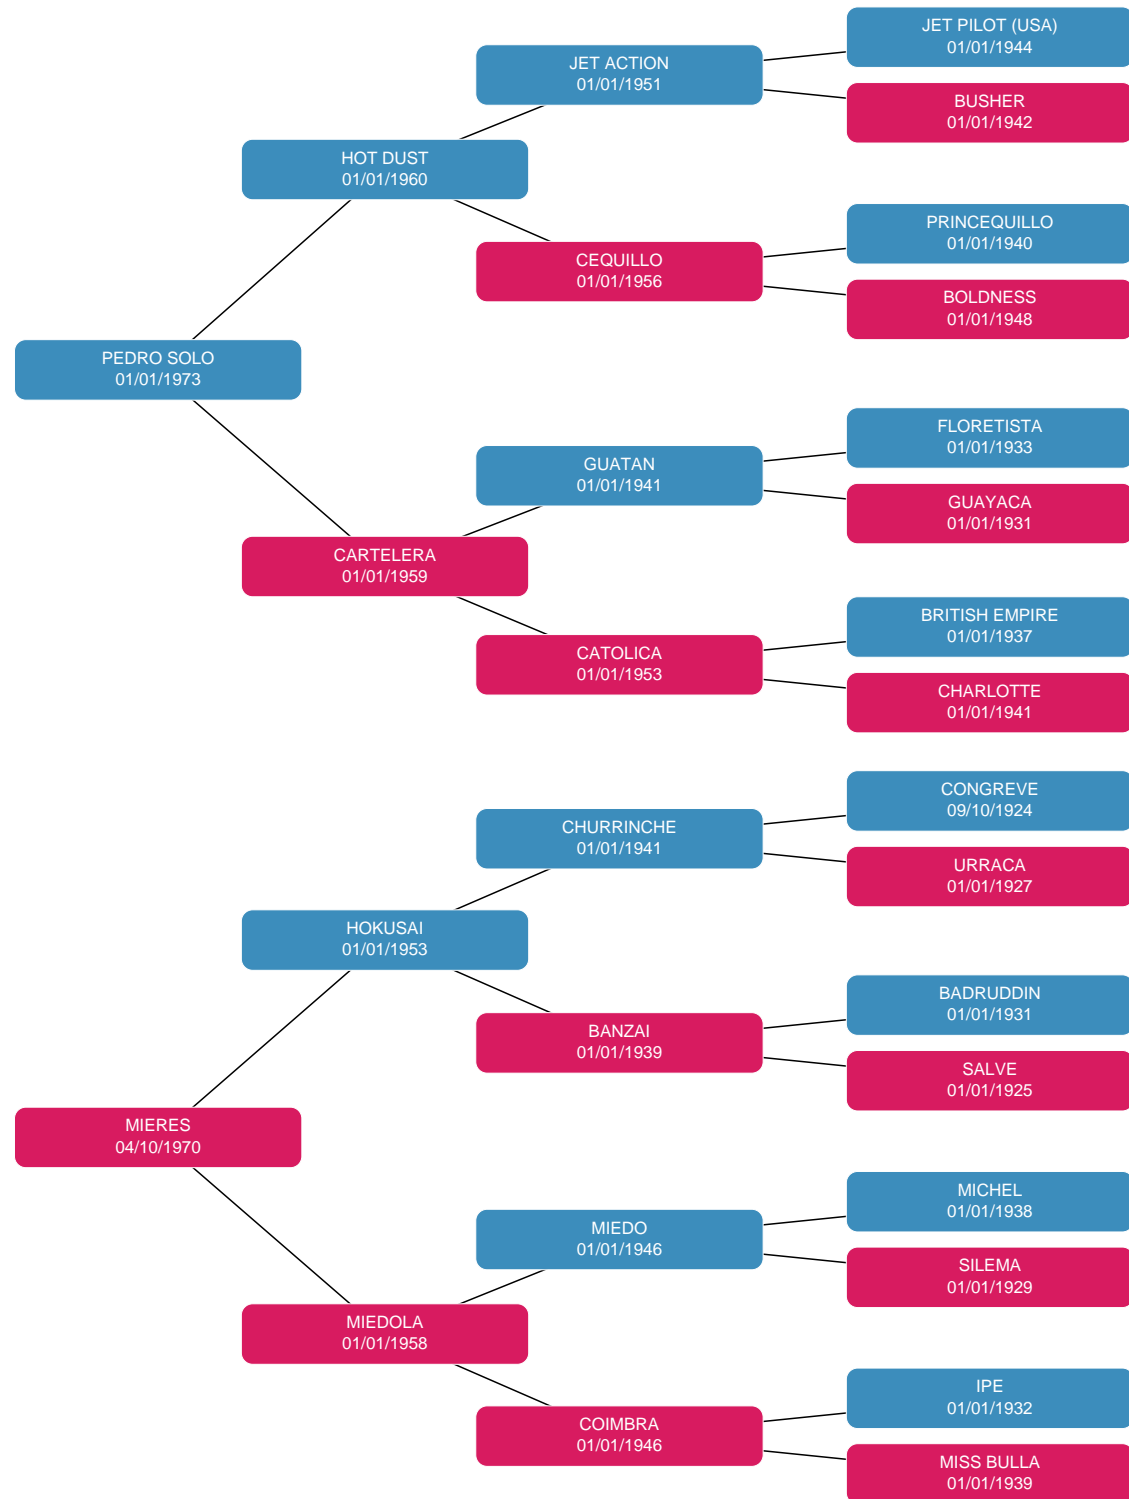 JET PILOT (USA)
01/01/1944
JET ACTION
01/01/1951
BUSHER
01/01/1942
HOT DUST
01/01/1960
PRINCEQUILLO
01/01/1940
CEQUILLO
01/01/1956
BOLDNESS
01/01/1948
PEDRO SOLO
01/01/1973
FLORETISTA
01/01/1933
GUATAN
01/01/1941
GUAYACA
01/01/1931
CARTELERA
01/01/1959
BRITISH EMPIRE
01/01/1937
CATOLICA
01/01/1953
CHARLOTTE
01/01/1941
CONGREVE
09/10/1924
CHURRINCHE
01/01/1941
URRACA
01/01/1927
HOKUSAI
01/01/1953
BADRUDDIN
01/01/1931
BANZAI
01/01/1939
SALVE
01/01/1925
MIERES
04/10/1970
MICHEL
01/01/1938
MIEDO
01/01/1946
SILEMA
01/01/1929
MIEDOLA
01/01/1958
IPE
01/01/1932
COIMBRA
01/01/1946
MISS BULLA
01/01/1939